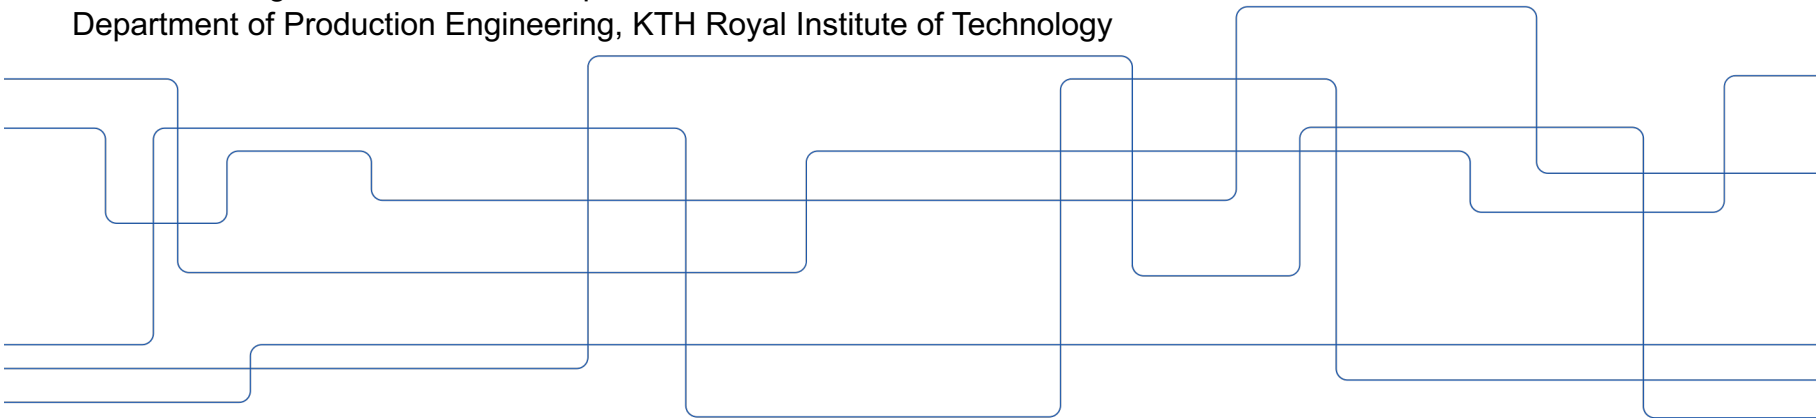 Department of Production Engineering, KTH Royal Institute of Technology